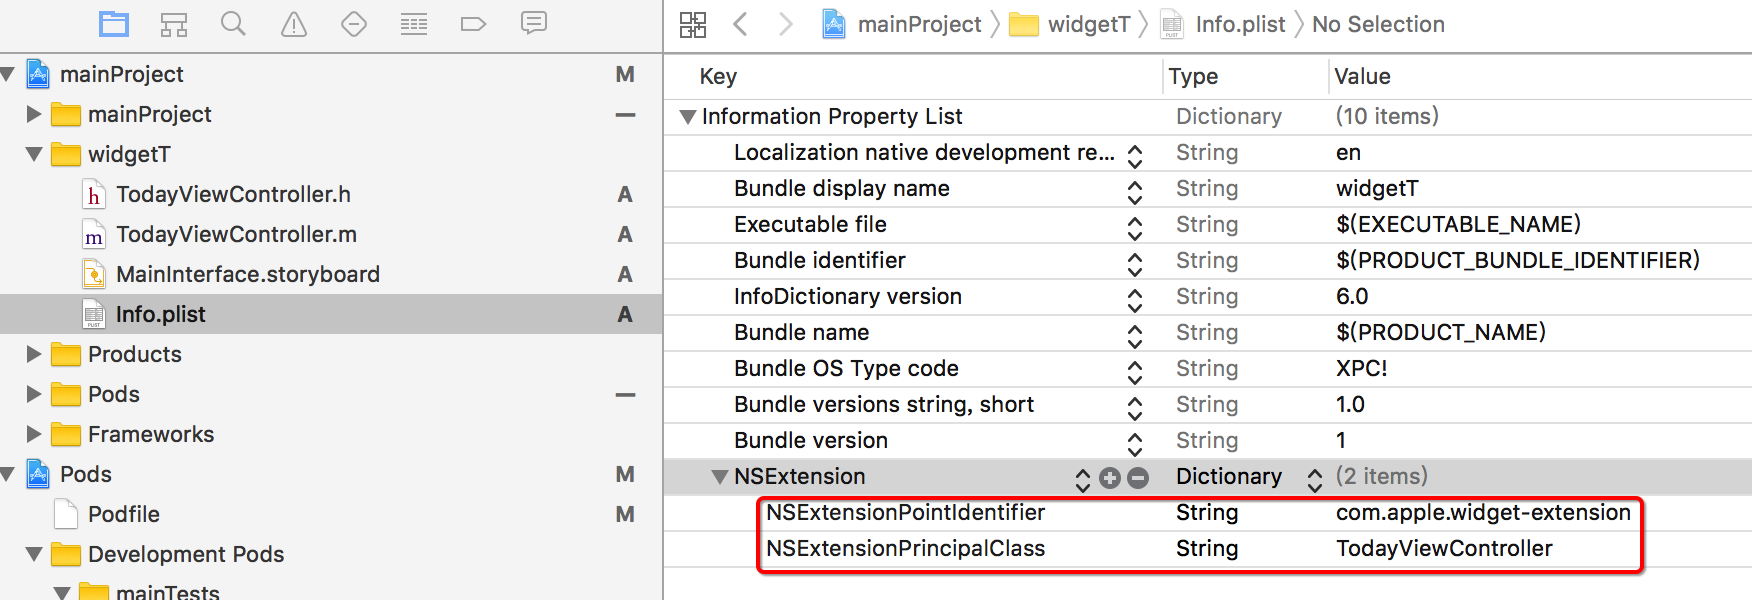 mainProject M
mainProject
widgetT
TodayViewController.h A
TodayViewController.m A
MainInterface.storyboard A
Info.plist A
Products
Pods
Frameworks
Pods M
Podfile M
Development Pods
mainTests
mainProject widgetT Info.plist No Selection
Key Type Value
Information Property List Dictionary (10 items)
Localization native development re... String en
Bundle display name String widgetT
Executable file String $(EXECUTABLE_NAME)
Bundle identifier String $(PRODUCT_BUNDLE_IDENTIFIER)
InfoDictionary version String 6.0
Bundle name String $(PRODUCT_NAME)
Bundle OS Type code String XPC!
Bundle versions string, short String 1.0
Bundle version String 1
NSExtension Dictionary (2 items)
NSExtensionPointIdentifier String com.apple.widget-extension
NSExtensionPrincipalClass String TodayViewController